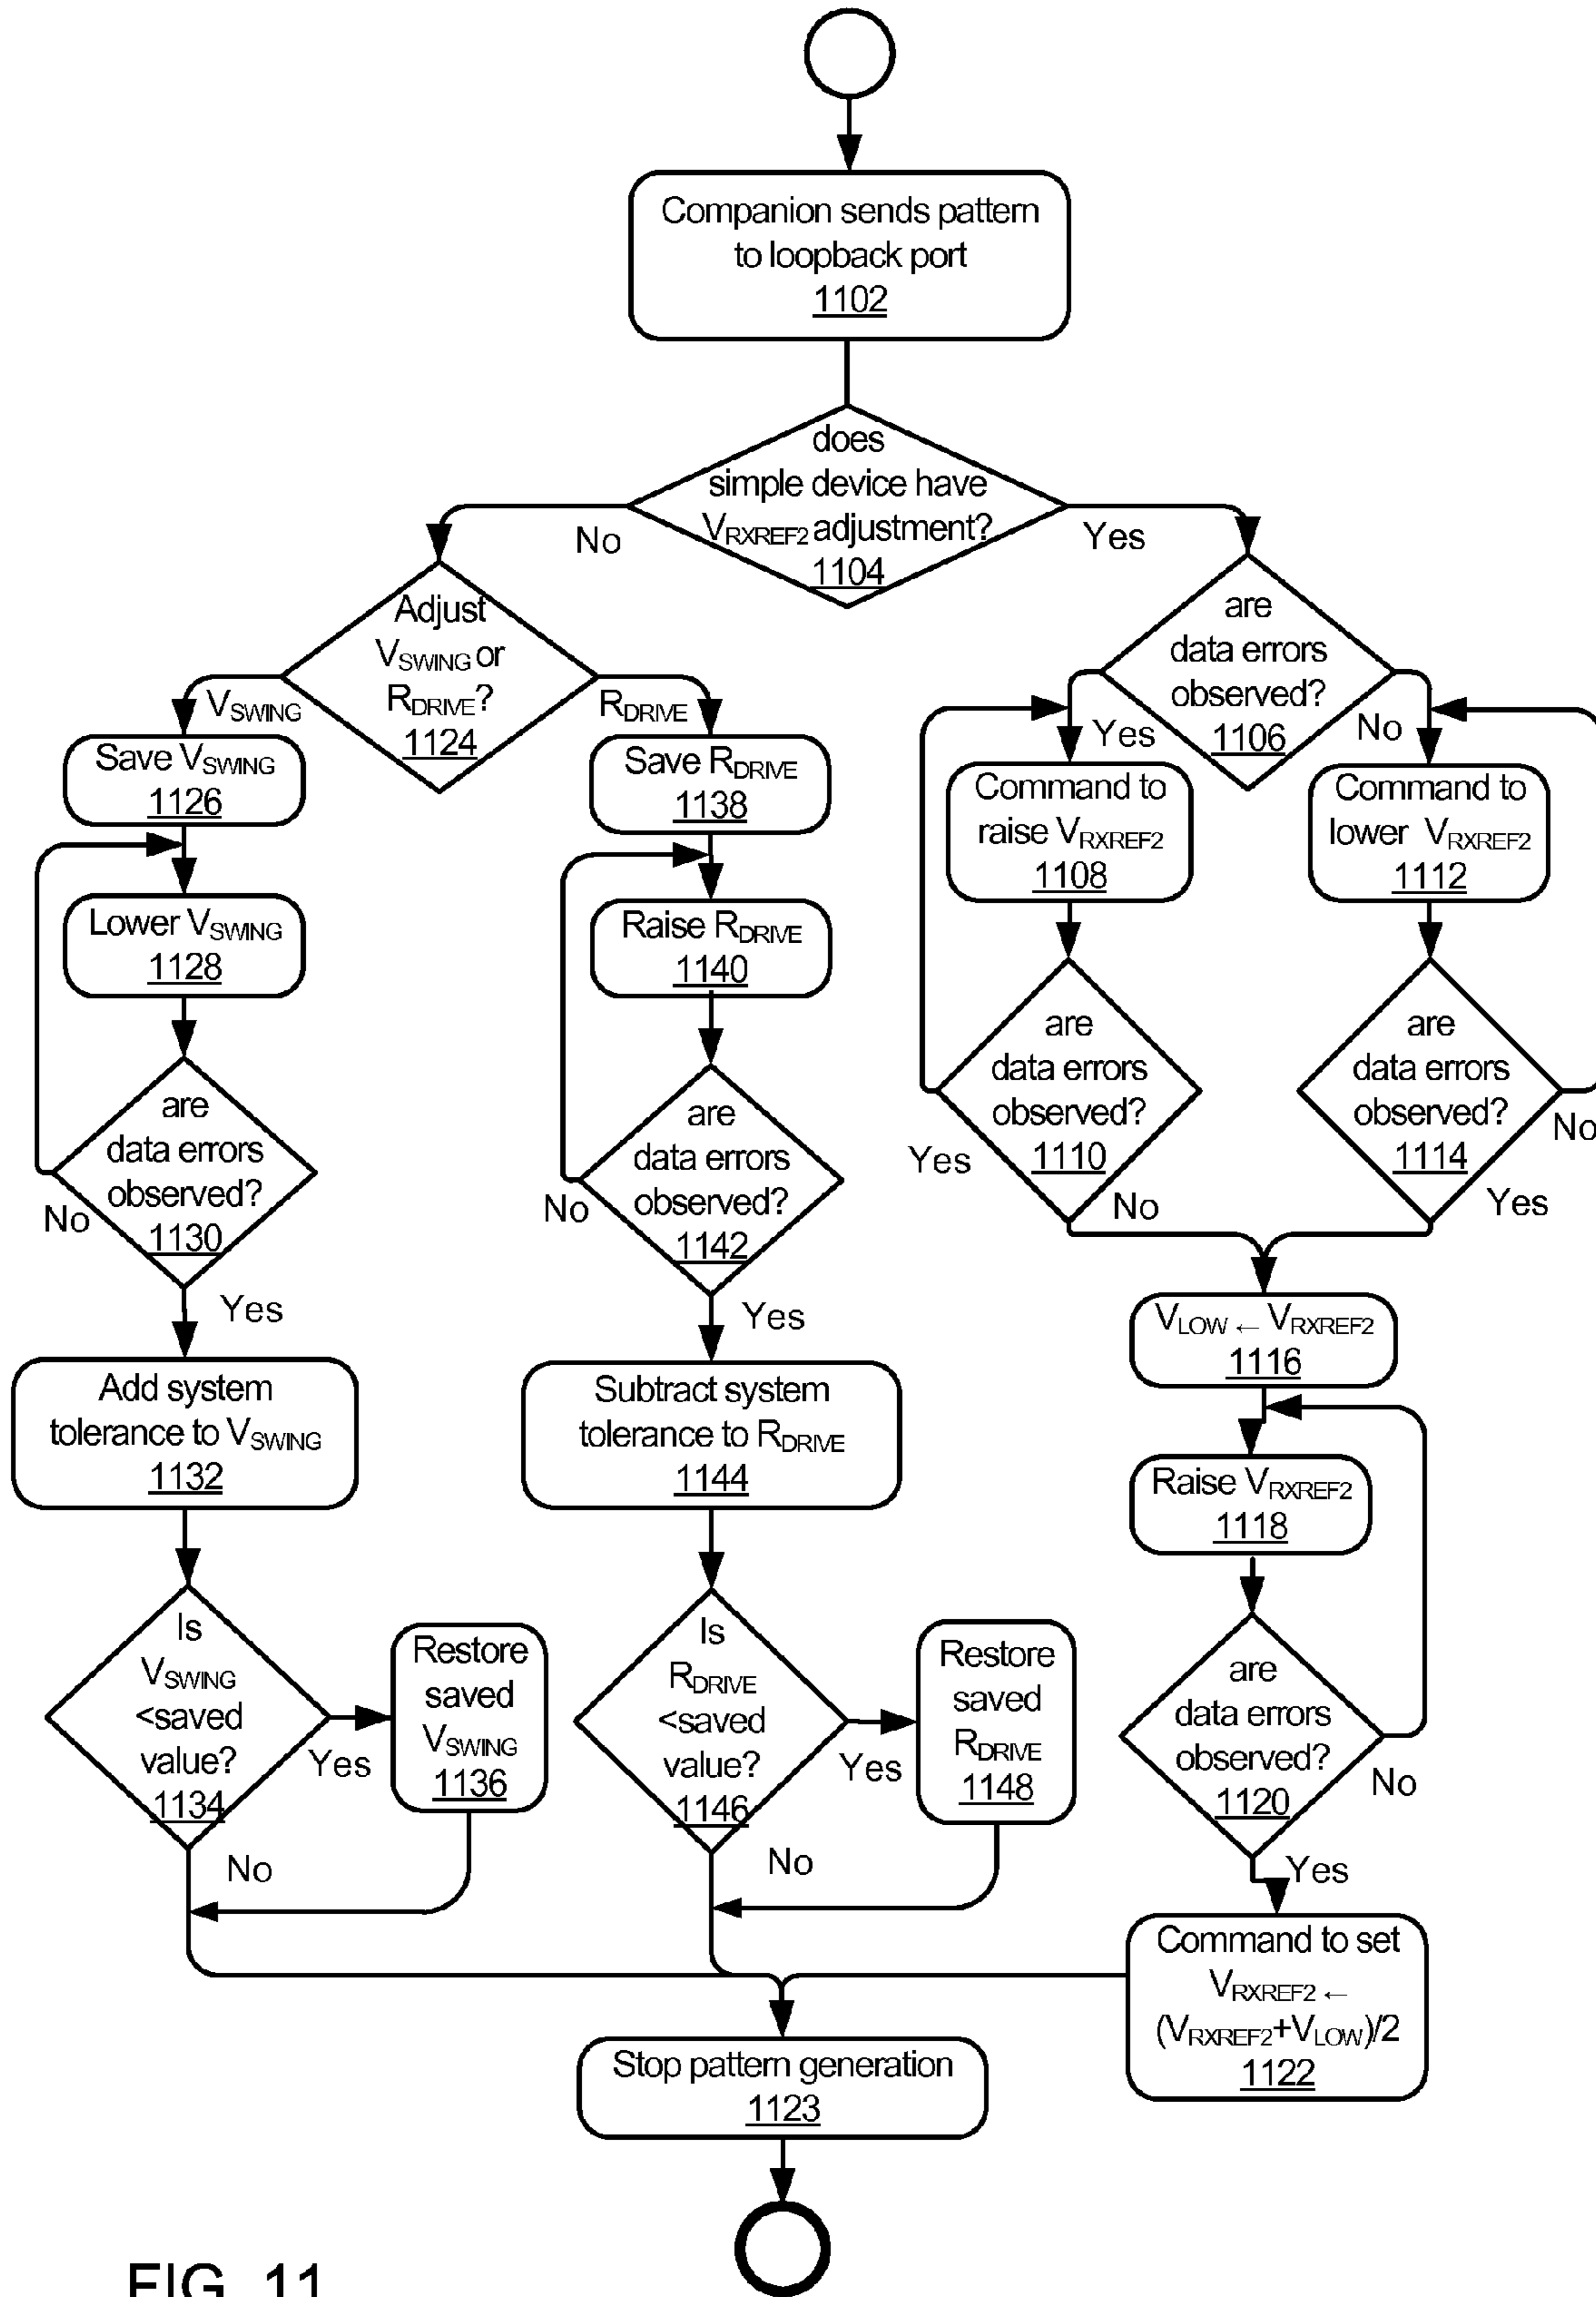 Companion sends pattern
to loopback port
1102
does
simple device have
VRXREF2 adjustment?
1104
No
Yes
Adjust
VSWING or
RDRIVE?
1124
VSWING
RDRIVE
are
data errors
observed?
1106
Yes
No
Save VSWING
1126
Save RDRIVE
1138
Command to
raise VRXREF2
1108
Command to
lower VRXREF2
1112
Lower VSWING
1128
Raise RDRIVE
1140
are
data errors
observed?
1130
No
Yes
are
data errors
observed?
1142
No
Yes
are
data errors
observed?
1110
Yes
No
are
data errors
observed?
1114
No
Yes
VLOW ← VRXREF2
1116
Add system
tolerance to VSWING
1132
Subtract system
tolerance to RDRIVE
1144
Raise VRXREF2
1118
Is
VSWING
<saved
value?
1134
Yes
No
Restore
saved
VSWING
1136
Is
RDRIVE
<saved
value?
1146
Yes
No
Restore
saved
RDRIVE
1148
are
data errors
observed?
1120
No
Yes
Command to set
VRXREF2 ←
(VRXREF2+VLOW)/2
1122
Stop pattern generation
1123
FIG. 11